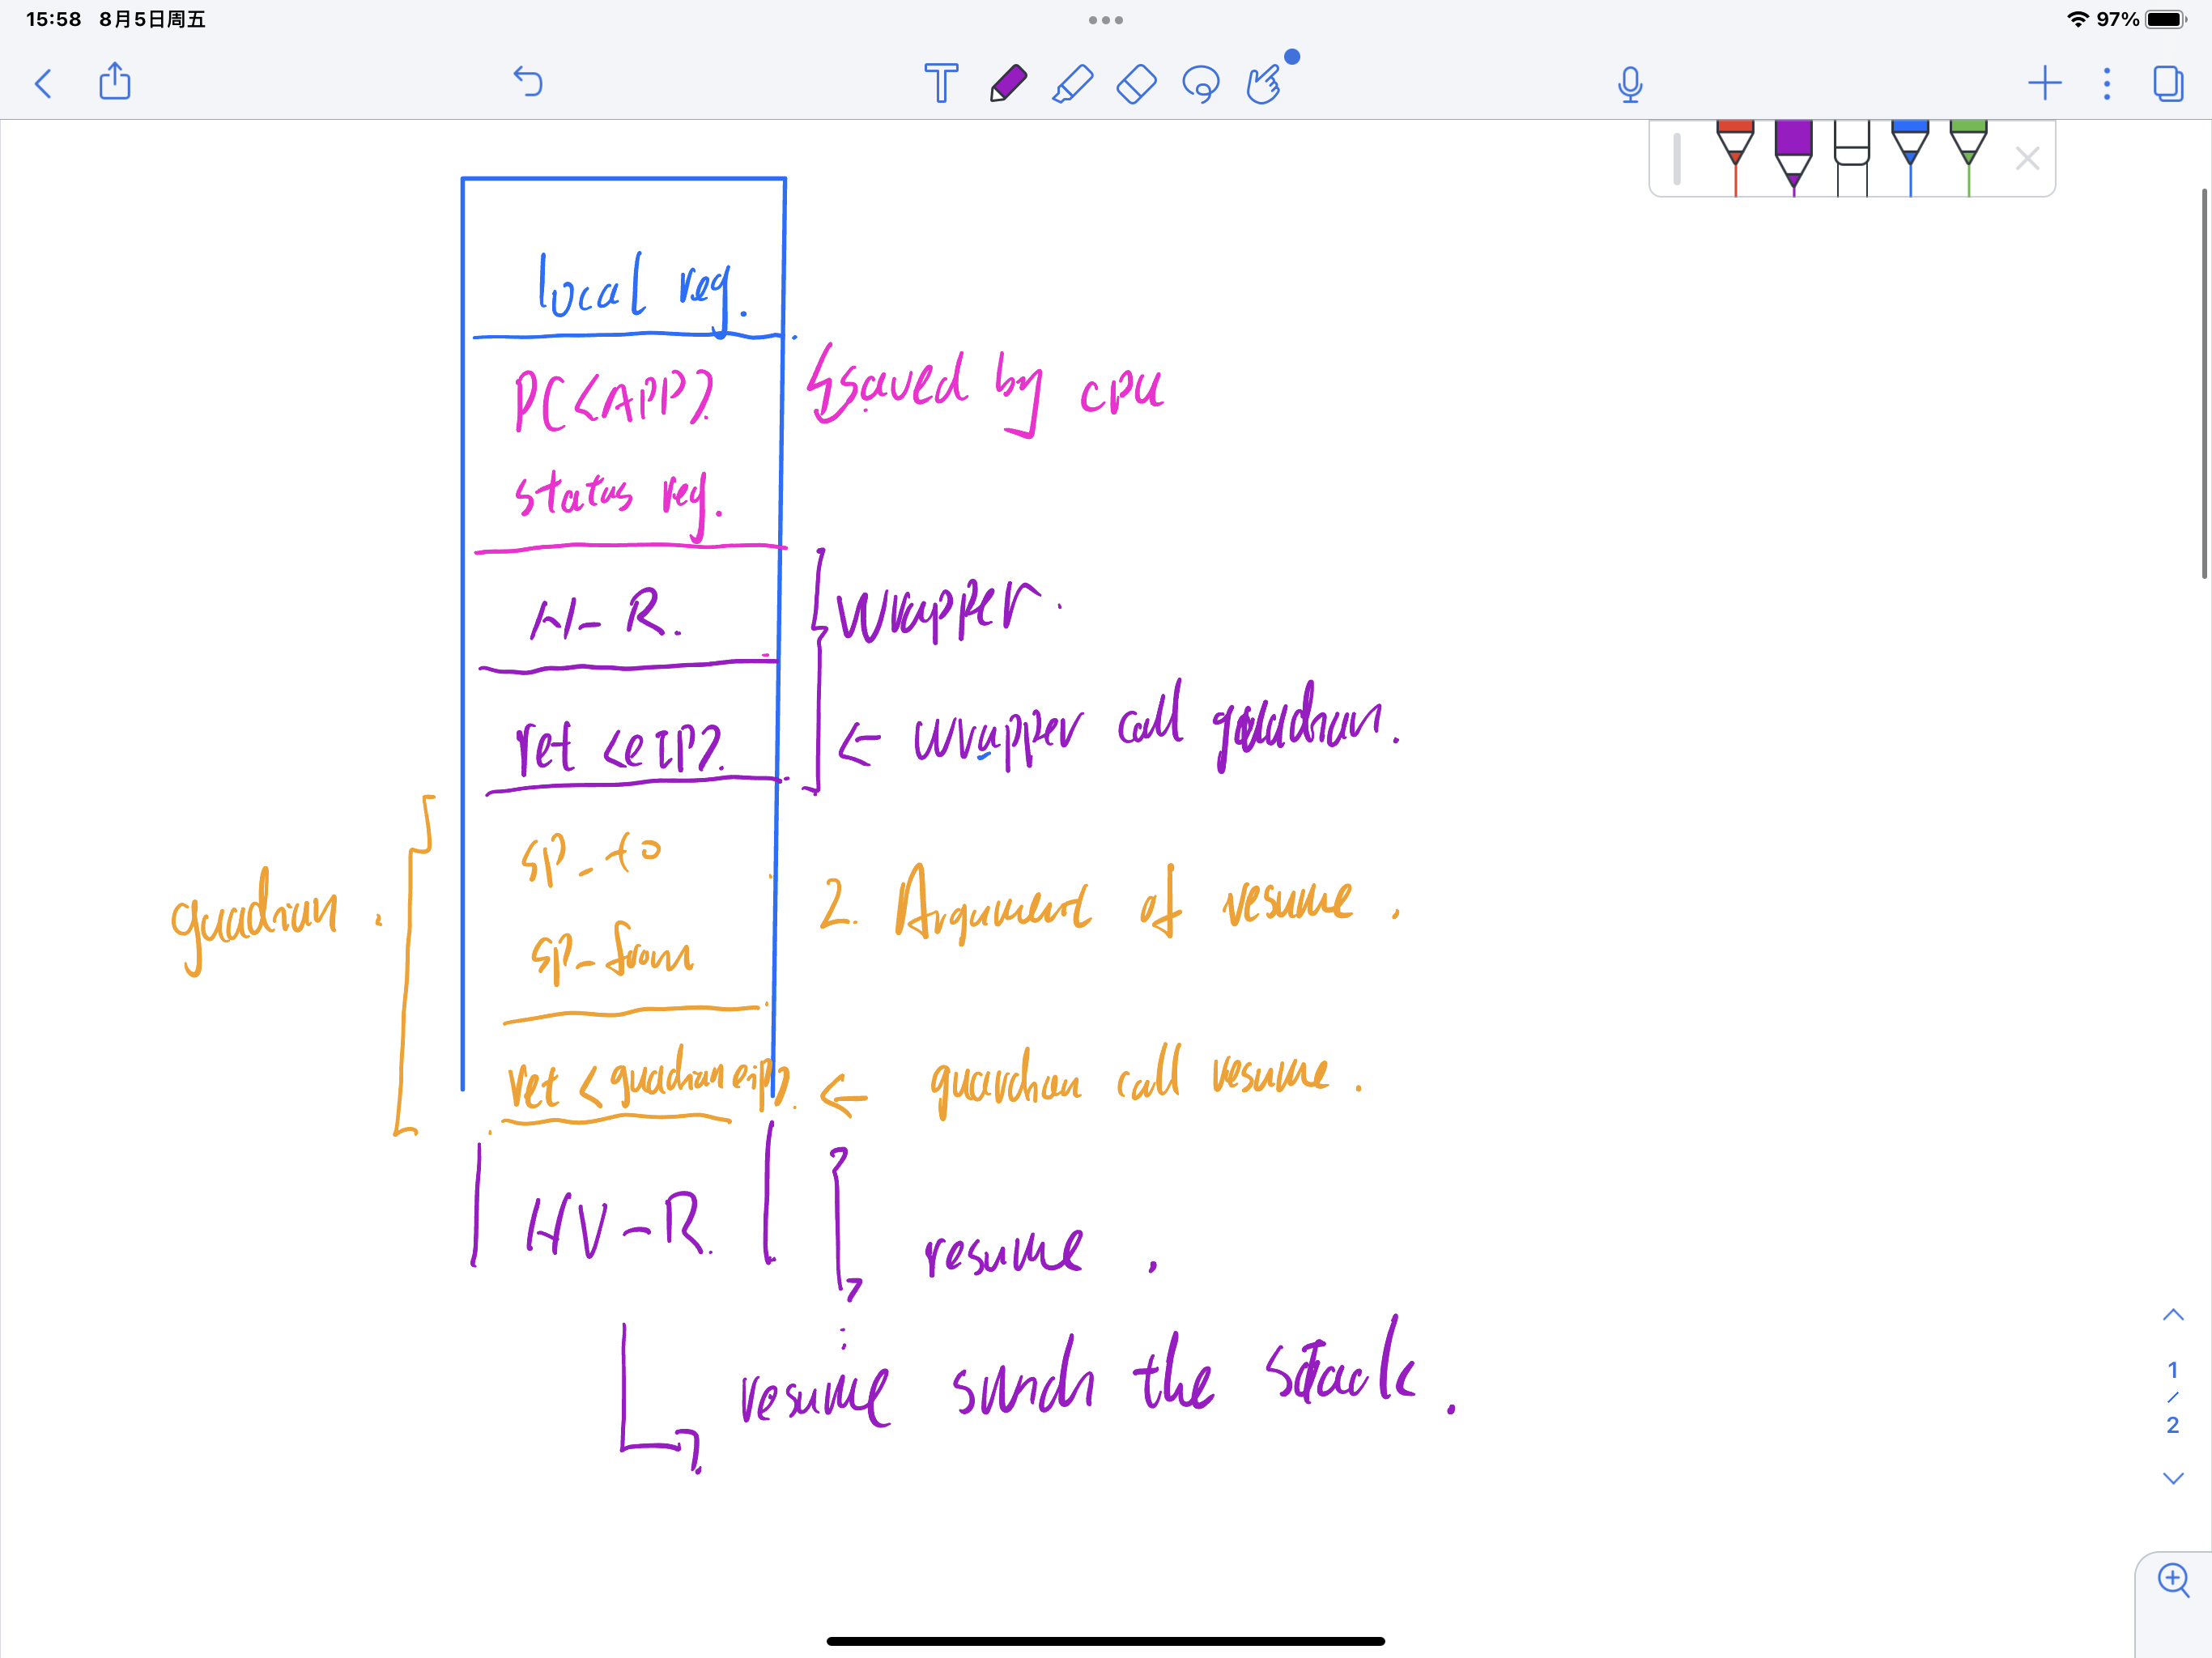 15:58 8月5日周五
97%
local reg.
PC<APP>
saved by cpu
status reg.
N-R.
Wrapper.
ret <eip>
← wrapper call guardian.
guardian.
sp_to
2. Argument of resume.
sp_from
ret <guardian eip>
← guardian call resume.
HV-R.
resume.
resume the stack.
1
2